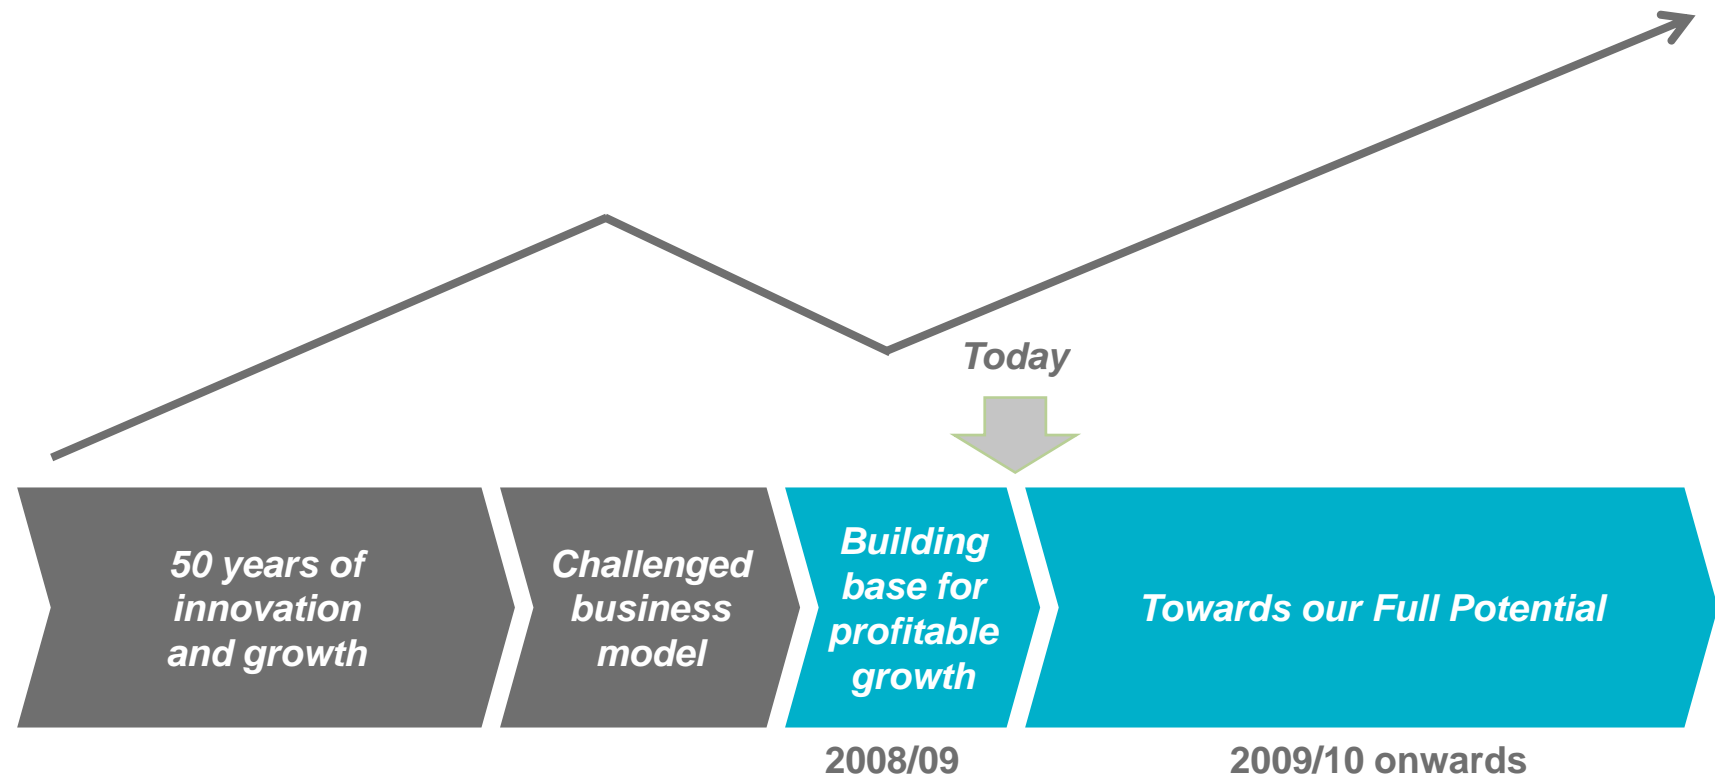 Today
50 years of
innovation
and growth
Challenged
business
model
Building
base for
profitable
growth
Towards our Full Potential
2008/09
2009/10 onwards